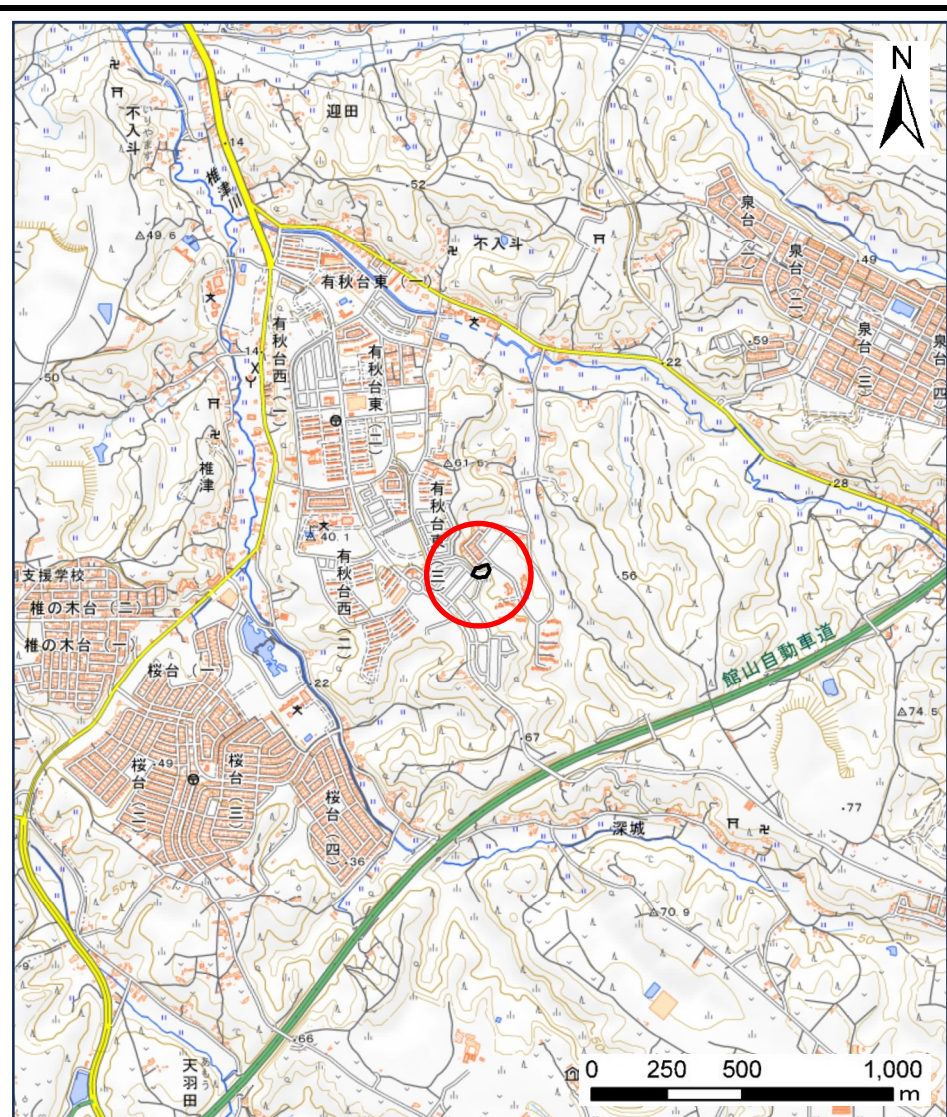 N
迎田
不入斗
いりやまず
14
52
椎津川
49.6
不入斗
泉台(一)
泉台(二)
49
有秋台東(一)
有秋台西(一)
14
有秋台東(二)
59
泉台(三)
泉台(四
22
50
椎津
61.5
有秋台東(三)
28
40.1
有秋台西(二)
56
支援学校
椎の木台(二)
椎の木台(一)
桜台(一)
館山自動車道
22
74.5
67
49
桜台(二)
桜台(三)
桜台(四)
36
77
深城
70.9
50
9
66
天羽田
あもう
0 250 500 1,000
m